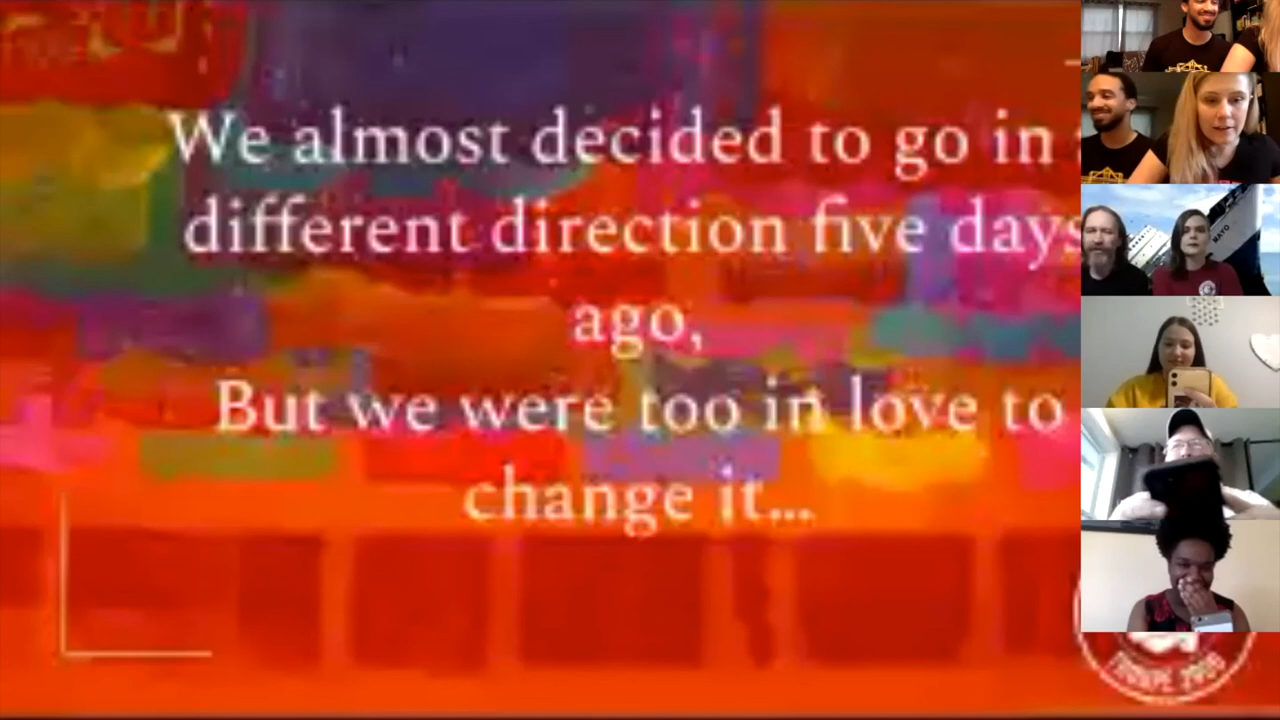 We almost decided to go in
different direction five days
ago,
But we were too in love to
change it...
MAYO